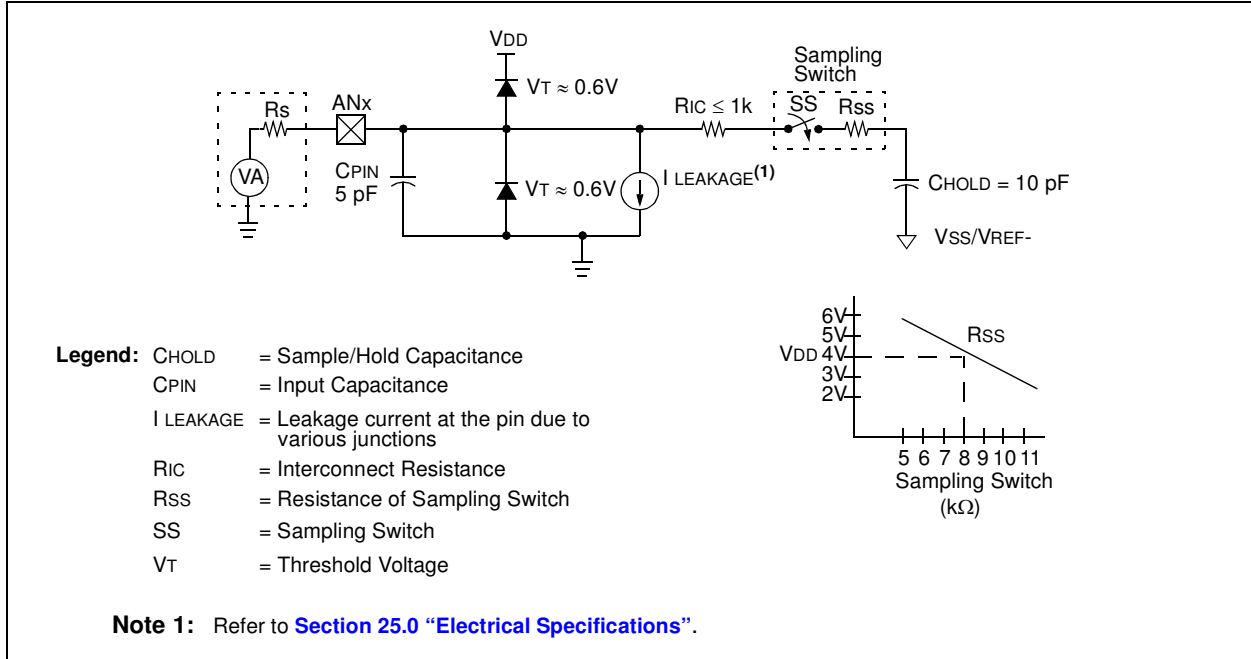 VDD
Sampling
Switch
VT ≈ 0.6V
Rs
ANx
RIC ≤ 1k
SS
Rss
VA
CPIN
5 pF
VT ≈ 0.6V
I LEAKAGE(1)
CHOLD = 10 pF
VSS/VREF-
6V
5V
VDD 4V
3V
2V
RSS
5 6 7 8 9 10 11
Sampling Switch
(kΩ)
Legend: CHOLD = Sample/Hold Capacitance
CPIN = Input Capacitance
I LEAKAGE = Leakage current at the pin due to
various junctions
RIC = Interconnect Resistance
RSS = Resistance of Sampling Switch
SS = Sampling Switch
VT = Threshold Voltage
Note 1: Refer to Section 25.0 “Electrical Specifications”.